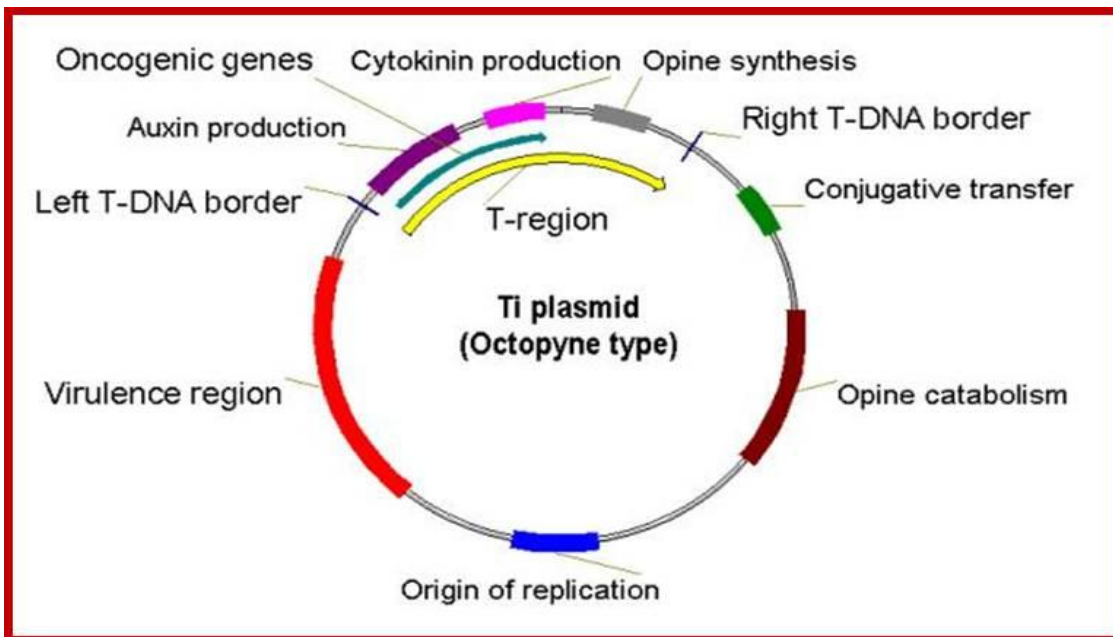 Oncogenic genes
Cytokinin production
Opine synthesis
Auxin production
Right T-DNA border
Left T-DNA border
Conjugative transfer
T-region
Ti plasmid
(Octopyne type)
Virulence region
Opine catabolism
Origin of replication